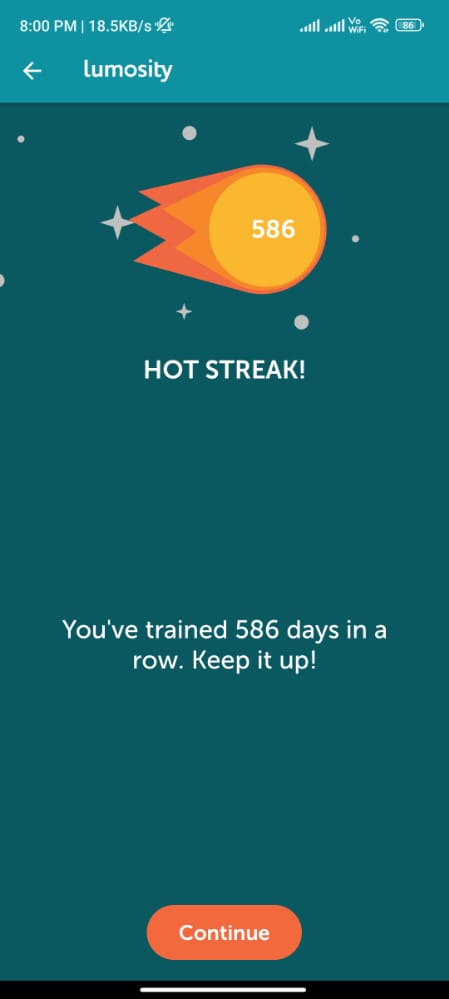 8:00 PM | 18.5KB/s Vo WiFi 86
lumosity
586
HOT STREAK!
You've trained 586 days in a
row. Keep it up!
Continue